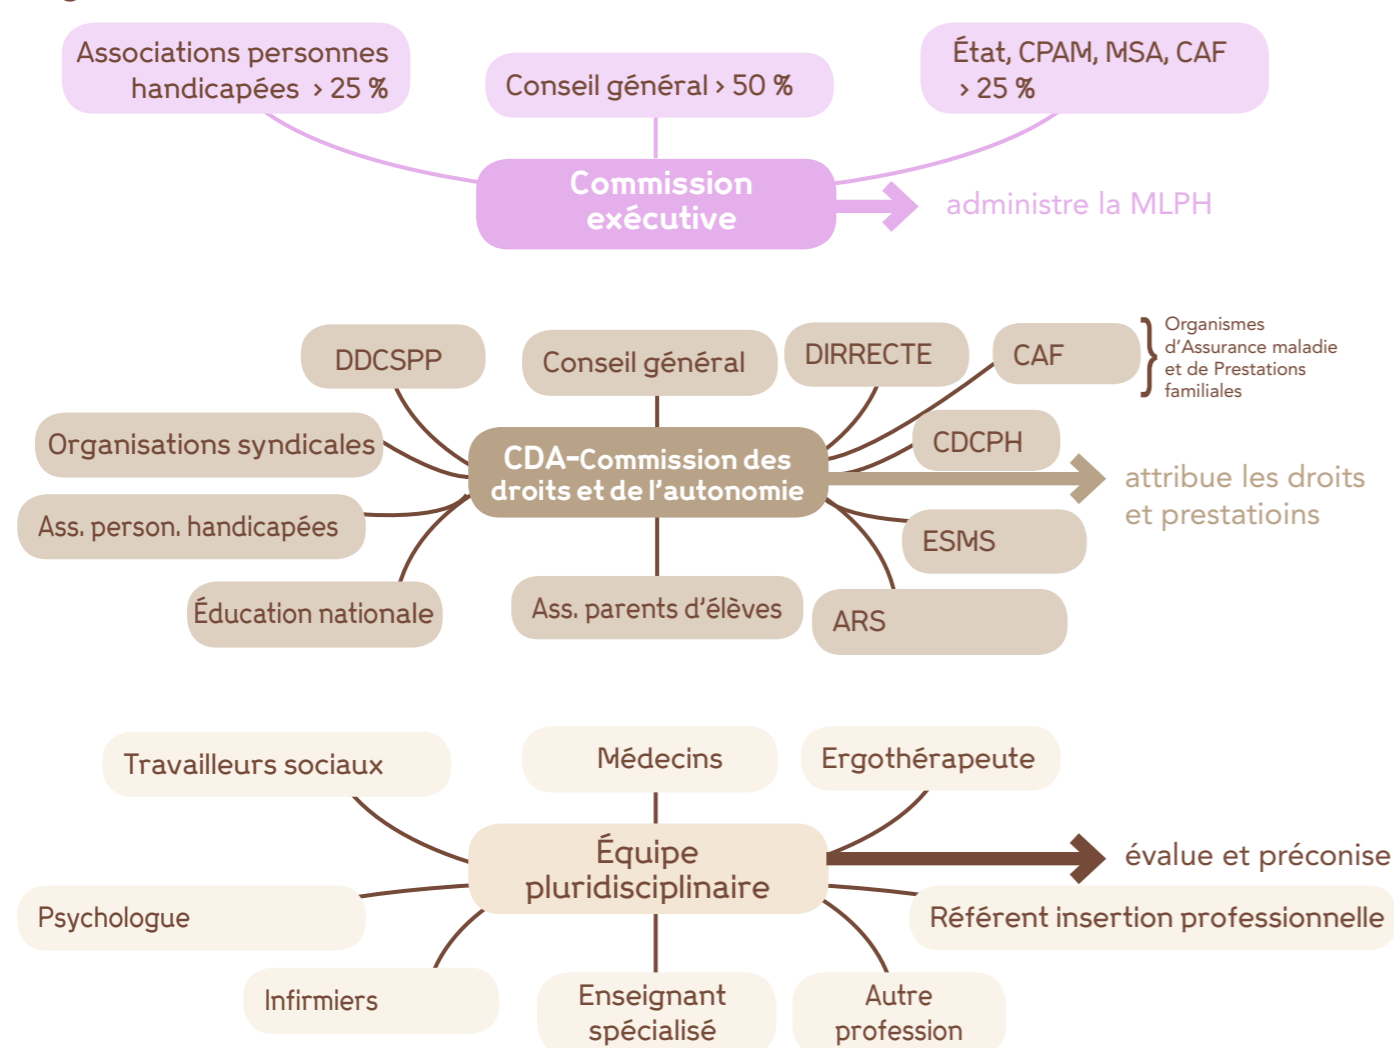 Associations personnes
handicapées > 25 %
Conseil général > 50 %
État, CPAM, MSA, CAF
> 25 %
Commission
exécutive
administre la MLPH
DDCSPP
Conseil général
DIRRECTE
CAF
Organismes
d'Assurance maladie
et de Prestations
familiales
Organisations syndicales
CDCPH
CDA-Commission des
droits et de l'autonomie
attribue les droits
et prestatioins
Ass. person. handicapées
ESMS
Éducation nationale
Ass. parents d'élèves
ARS
Travailleurs sociaux
Médecins
Ergothérapeute
Équipe
pluridisciplinaire
évalue et préconise
Psychologue
Référent insertion professionnelle
Infirmiers
Enseignant
spécialisé
Autre
profession